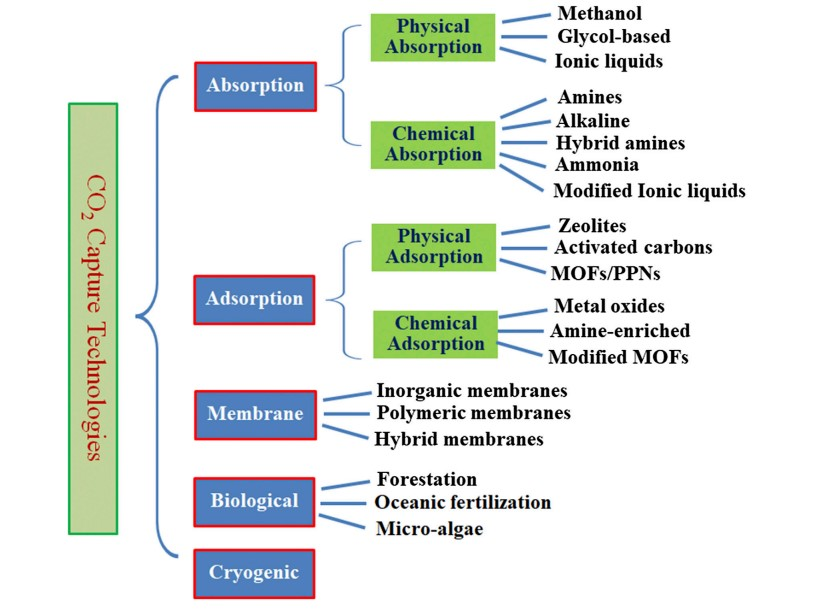 CO2 Capture Technologies
Absorption
Physical
Absorption
Methanol
Glycol-based
Ionic liquids
Chemical
Absorption
Amines
Alkaline
Hybrid amines
Ammonia
Modified Ionic liquids
Adsorption
Physical
Adsorption
Zeolites
Activated carbons
MOFs/PPNs
Chemical
Adsorption
Metal oxides
Amine-enriched
Modified MOFs
Membrane
Inorganic membranes
Polymeric membranes
Hybrid membranes
Biological
Forestation
Oceanic fertilization
Micro-algae
Cryogenic